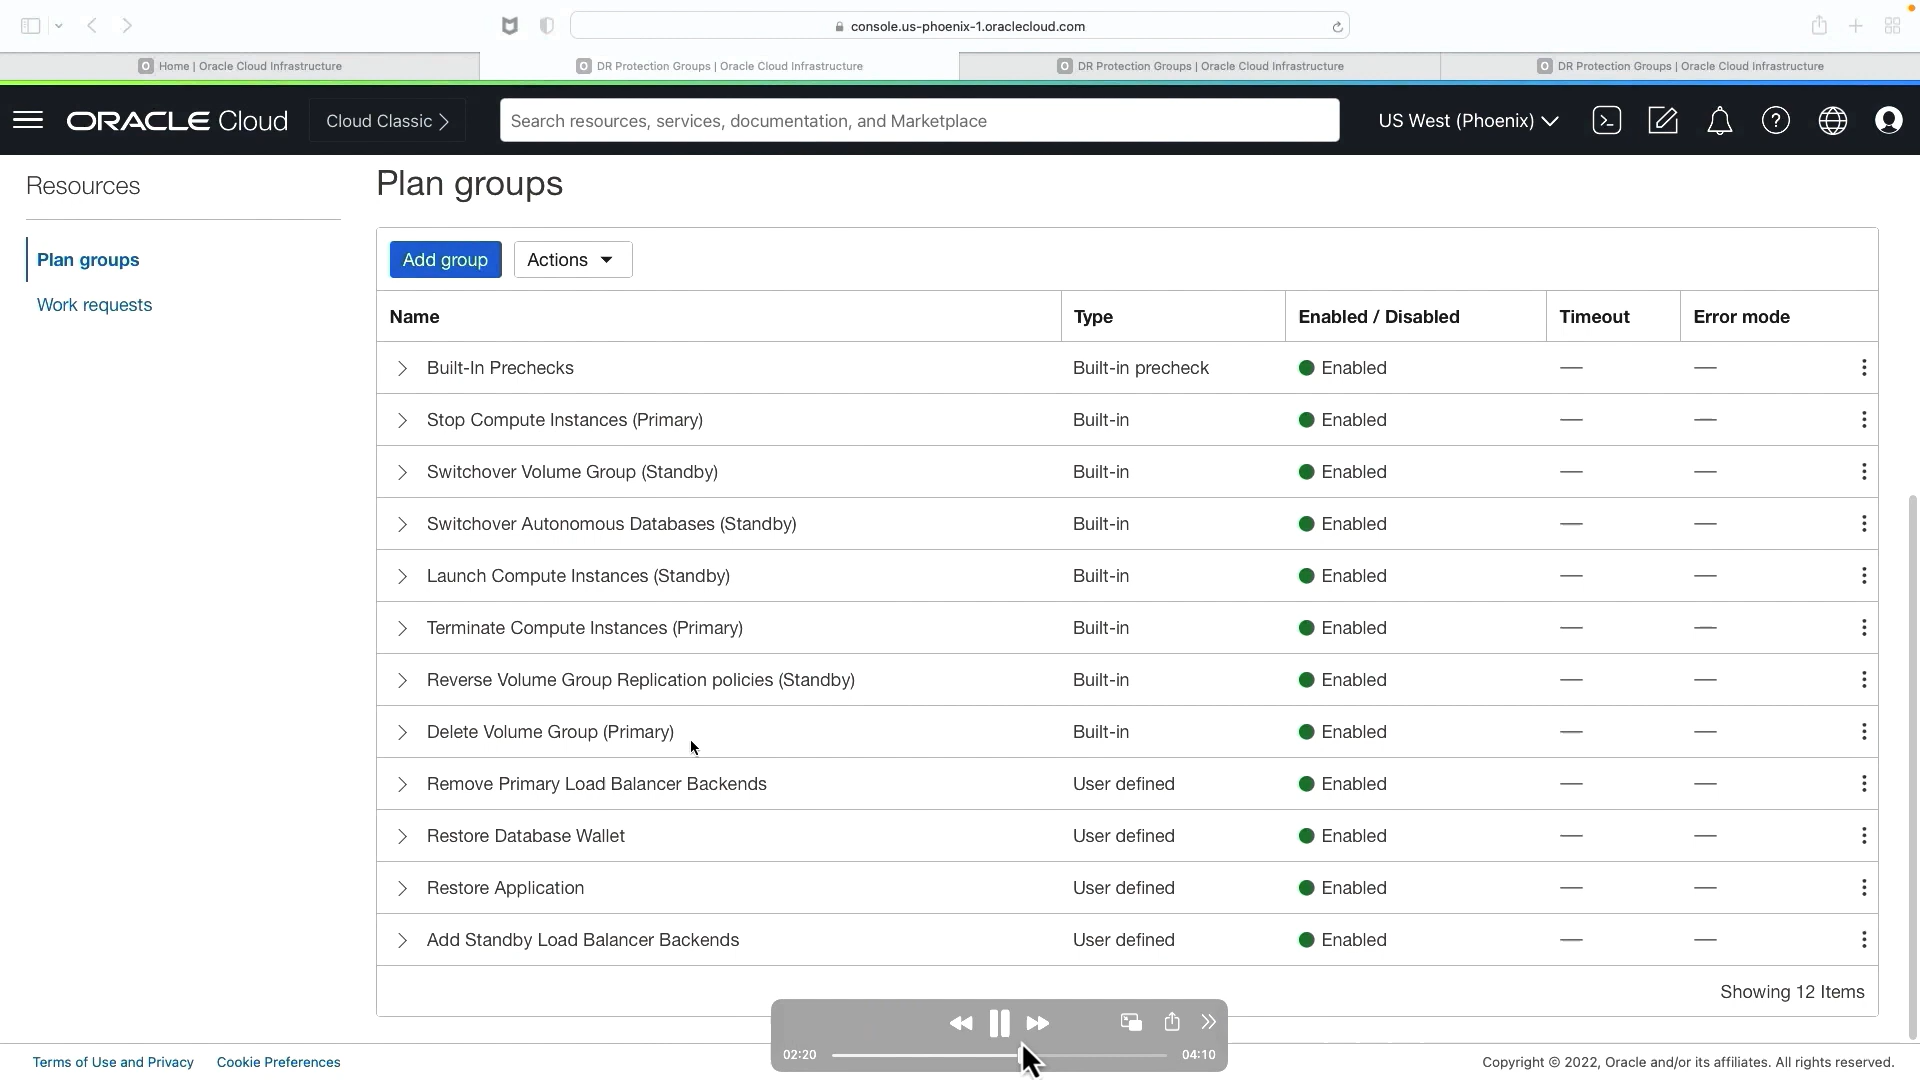 console.us-phoenix-1.oraclecloud.com
Home | Oracle Cloud Infrastructure
DR Protection Groups | Oracle Cloud Infrastructure
DR Protection Groups | Oracle Cloud Infrastructure
DR Protection Groups | Oracle Cloud Infrastructure
ORACLE Cloud
Cloud Classic
Search resources, services, documentation, and Marketplace
US West (Phoenix)
Resources
Plan groups
Work requests
Plan groups
Add group
Actions
Name Type Enabled / Disabled Timeout Error mode
Built-In Prechecks Built-in precheck Enabled — —
Stop Compute Instances (Primary) Built-in Enabled — —
Switchover Volume Group (Standby) Built-in Enabled — —
Switchover Autonomous Databases (Standby) Built-in Enabled — —
Launch Compute Instances (Standby) Built-in Enabled — —
Terminate Compute Instances (Primary) Built-in Enabled — —
Reverse Volume Group Replication policies (Standby) Built-in Enabled — —
Delete Volume Group (Primary) Built-in Enabled — —
Remove Primary Load Balancer Backends User defined Enabled — —
Restore Database Wallet User defined Enabled — —
Restore Application User defined Enabled — —
Add Standby Load Balancer Backends User defined Enabled — —
Showing 12 Items
02:20
04:10
Terms of Use and Privacy
Cookie Preferences
Copyright © 2022, Oracle and/or its affiliates. All rights reserved.